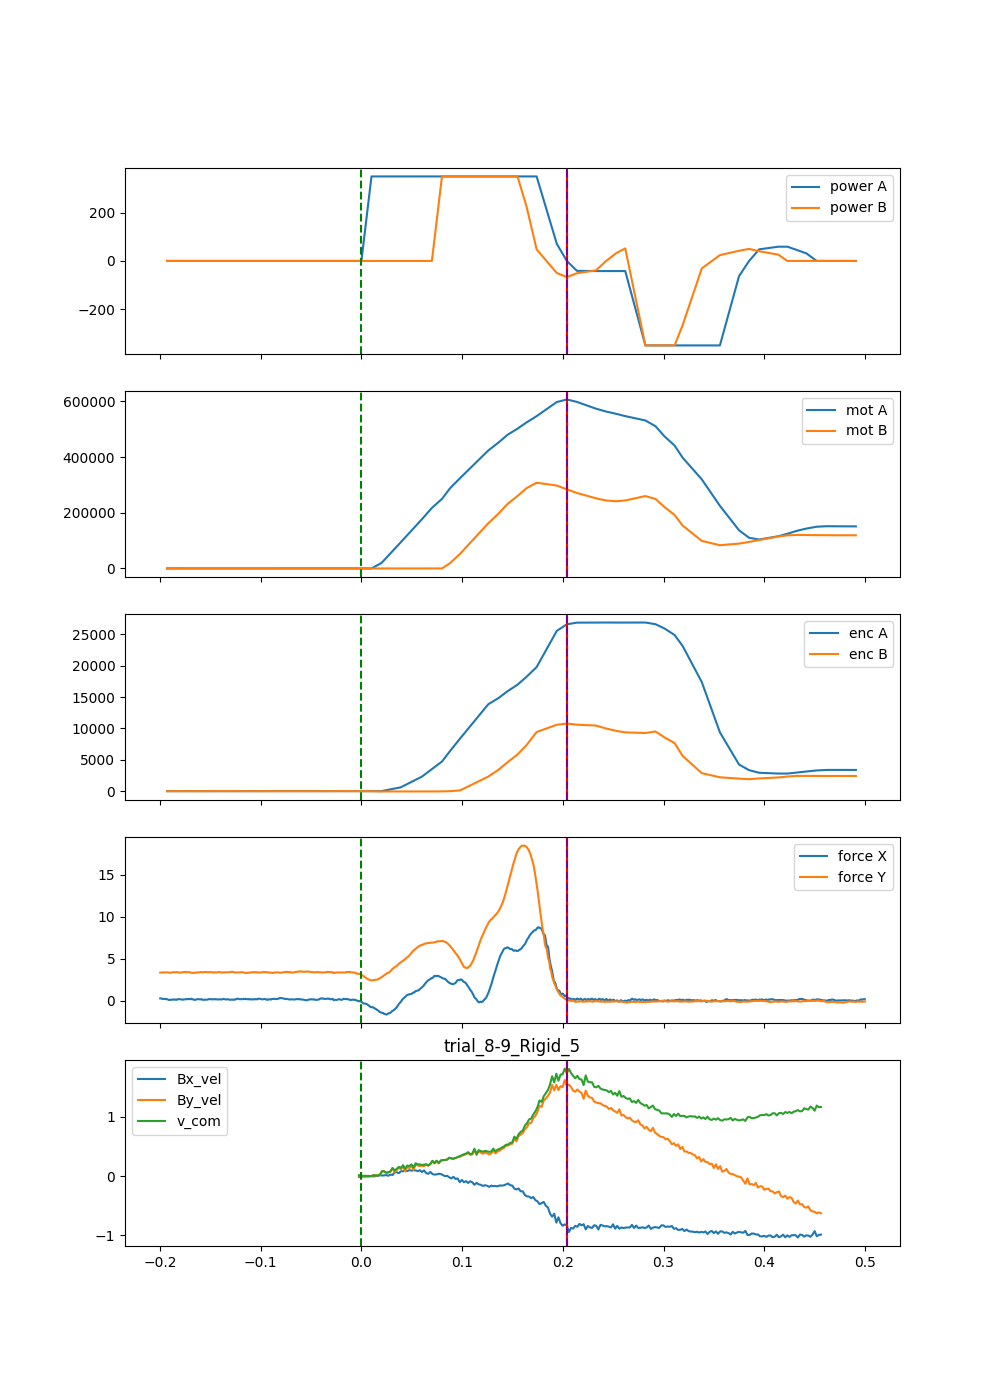 200
0
−200
power A
power B
600000
400000
200000
0
mot A
mot B
25000
20000
15000
10000
5000
0
enc A
enc B
15
10
5
0
force X
force Y
trial_8-9_Rigid_5
1
0
−1
Bx_vel
By_vel
v_com
−0.2 −0.1 0.0 0.1 0.2 0.3 0.4 0.5